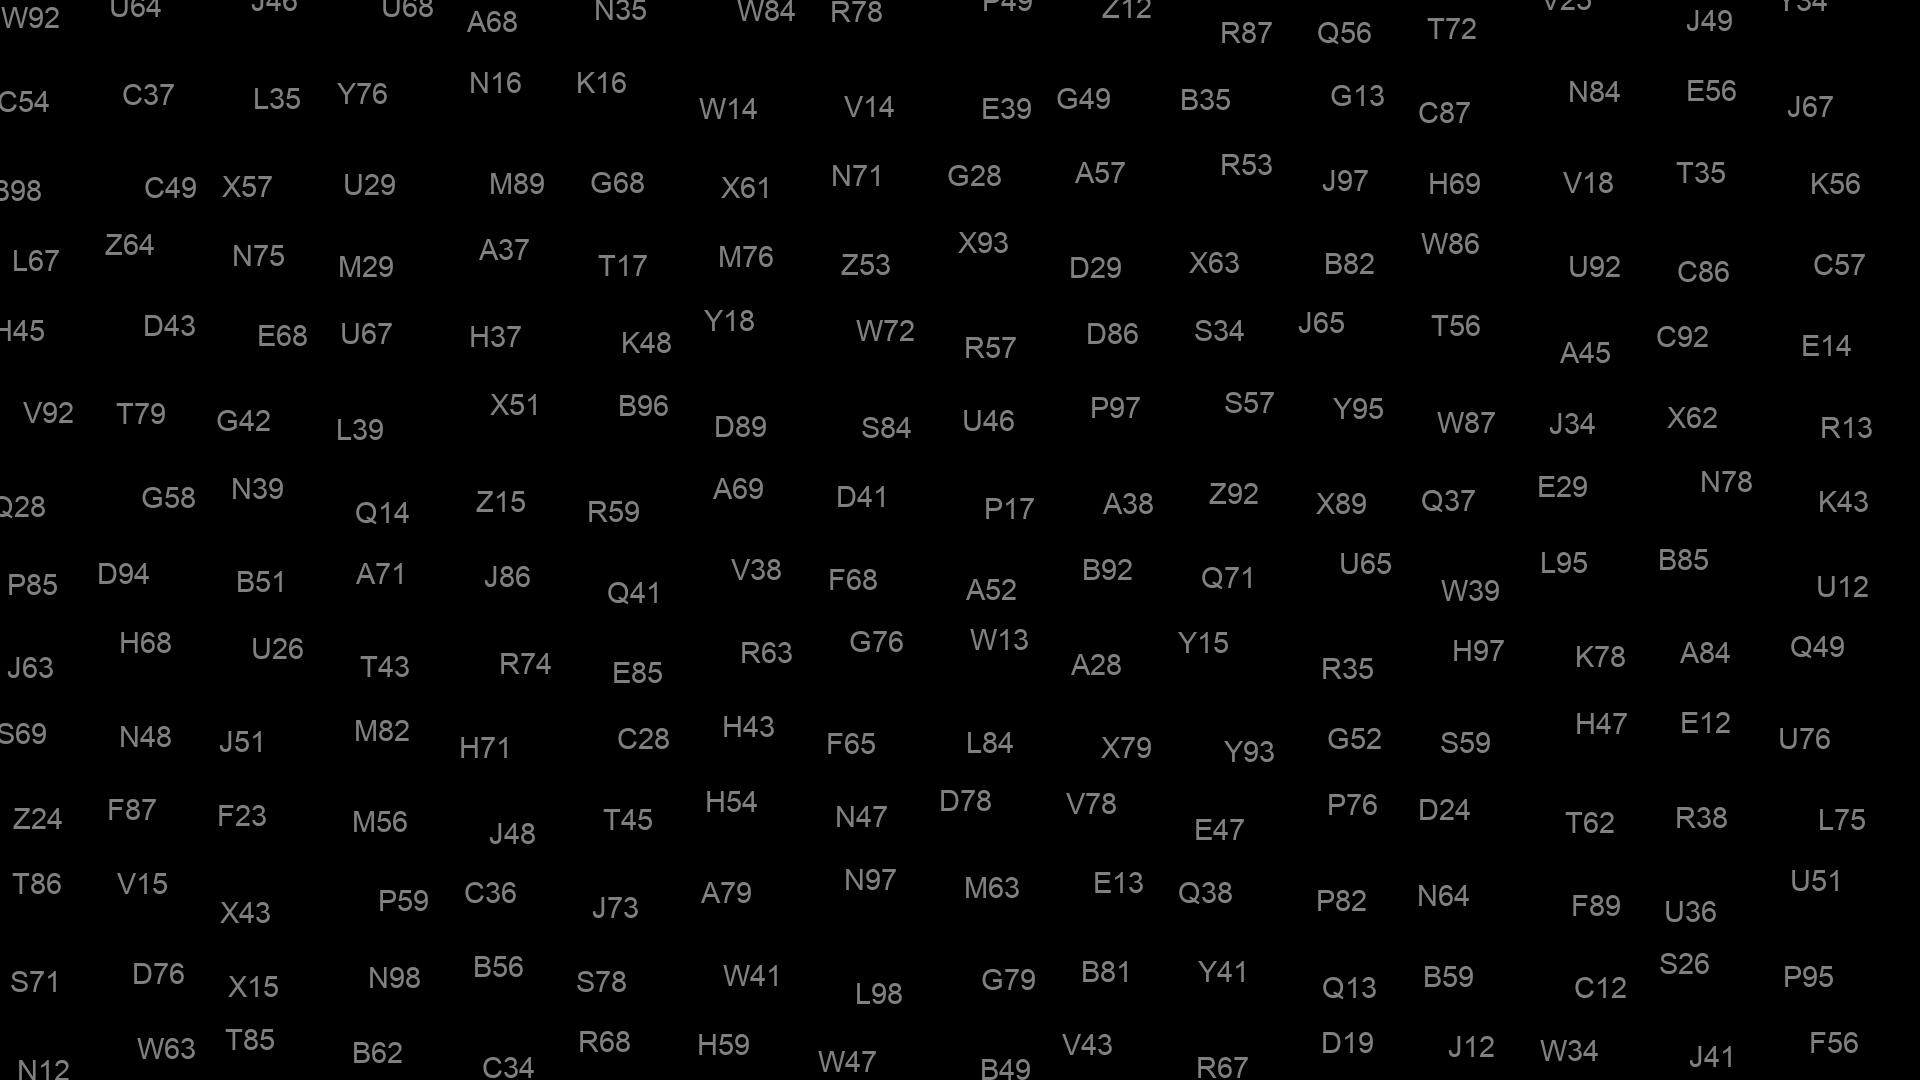 W92 U64 J46 U68 A68 N35 W84 R78 P49 Z12 R87 Q56 T72 V25 J49 Y34
C54 C37 L35 Y76 N16 K16 W14 V14 E39 G49 B35 G13 C87 N84 E56 J67
B98 C49 X57 U29 M89 G68 X61 N71 G28 A57 R53 J97 H69 V18 T35 K56
L67 Z64 N75 M29 A37 T17 M76 Z53 X93 D29 X63 B82 W86 U92 C86 C57
H45 D43 E68 U67 H37 K48 Y18 W72 R57 D86 S34 J65 T56 A45 C92 E14
V92 T79 G42 L39 X51 B96 D89 S84 U46 P97 S57 Y95 W87 J34 X62 R13
Q28 G58 N39 Q14 Z15 R59 A69 D41 P17 A38 Z92 X89 Q37 E29 N78 K43
P85 D94 B51 A71 J86 Q41 V38 F68 A52 B92 Q71 U65 W39 L95 B85 U12
J63 H68 U26 T43 R74 E85 R63 G76 W13 A28 Y15 R35 H97 K78 A84 Q49
S69 N48 J51 M82 H71 C28 H43 F65 L84 X79 Y93 G52 S59 H47 E12 U76
Z24 F87 F23 M56 J48 T45 H54 N47 D78 V78 E47 P76 D24 T62 R38 L75
T86 V15 X43 P59 C36 J73 A79 N97 M63 E13 Q38 P82 N64 F89 U36 U51
S71 D76 X15 N98 B56 S78 W41 L98 G79 B81 Y41 Q13 B59 C12 S26 P95
N12 W63 T85 B62 C34 R68 H59 W47 B49 V43 R67 D19 J12 W34 J41 F56